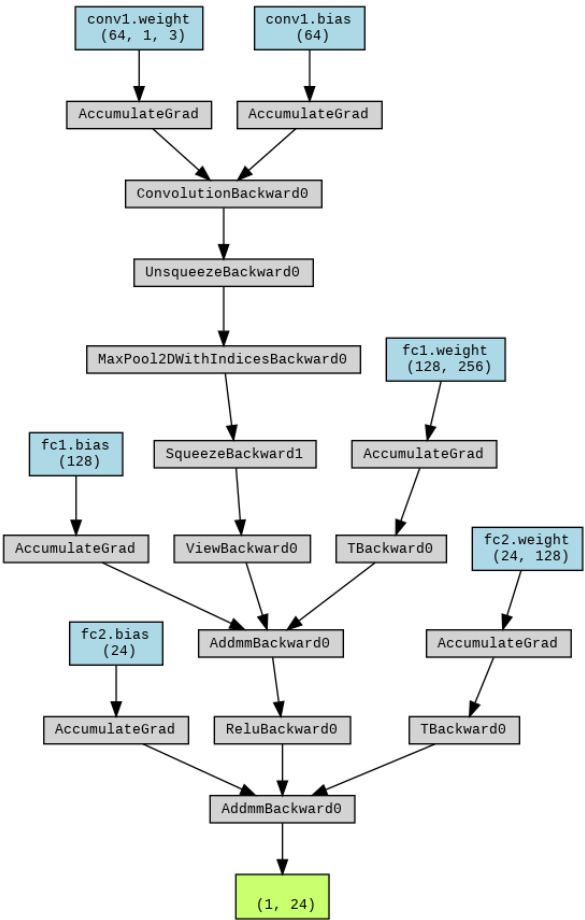 conv1.weight
(64, 1, 3)
conv1.bias
(64)
AccumulateGrad
AccumulateGrad
ConvolutionBackward0
UnsqueezeBackward0
MaxPool2DWithIndicesBackward0
fc1.weight
(128, 256)
fc1.bias
(128)
SqueezeBackward1
AccumulateGrad
AccumulateGrad
ViewBackward0
TBackward0
fc2.weight
(24, 128)
fc2.bias
(24)
AddmmBackward0
AccumulateGrad
AccumulateGrad
ReluBackward0
TBackward0
AddmmBackward0
(1, 24)